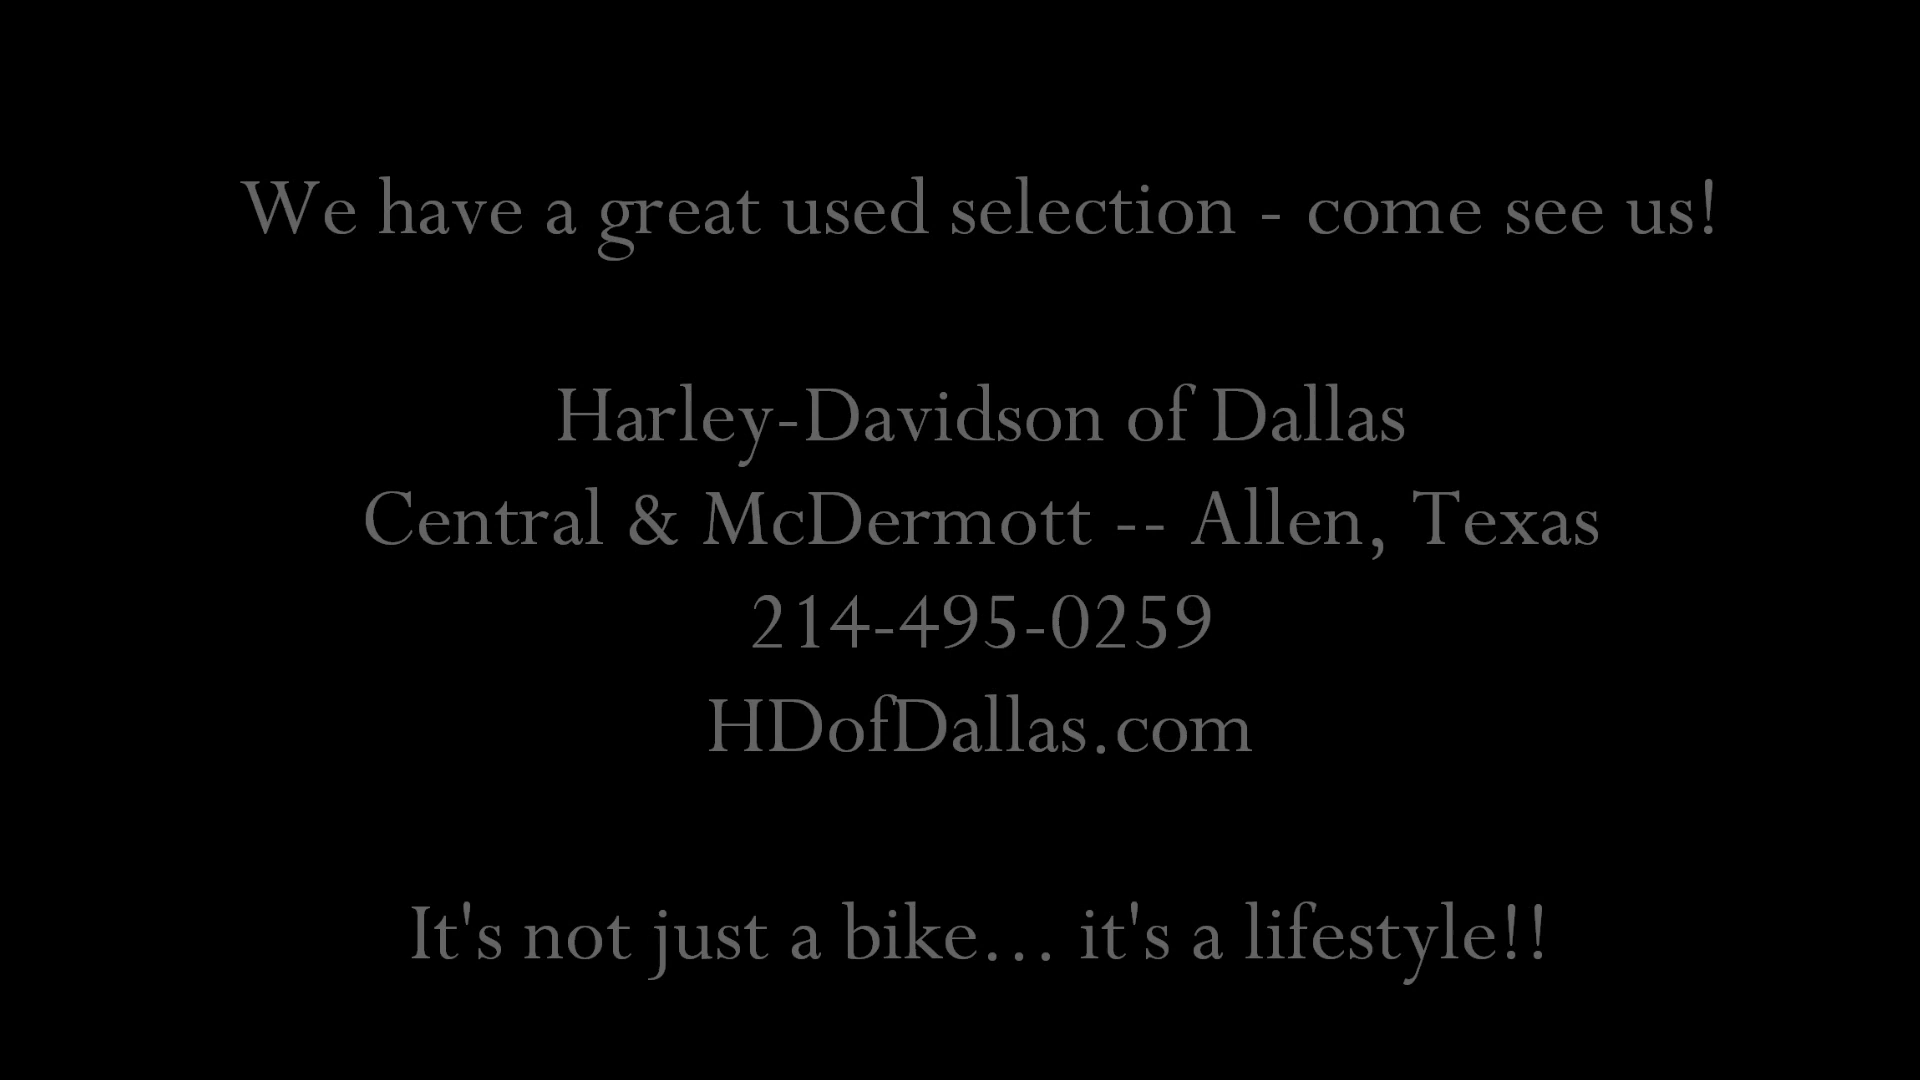 We have a great used selection - come see us!
Harley-Davidson of Dallas
Central & McDermott -- Allen, Texas
214-495-0259
HDofDallas.com
It's not just a bike... it's a lifestyle!!